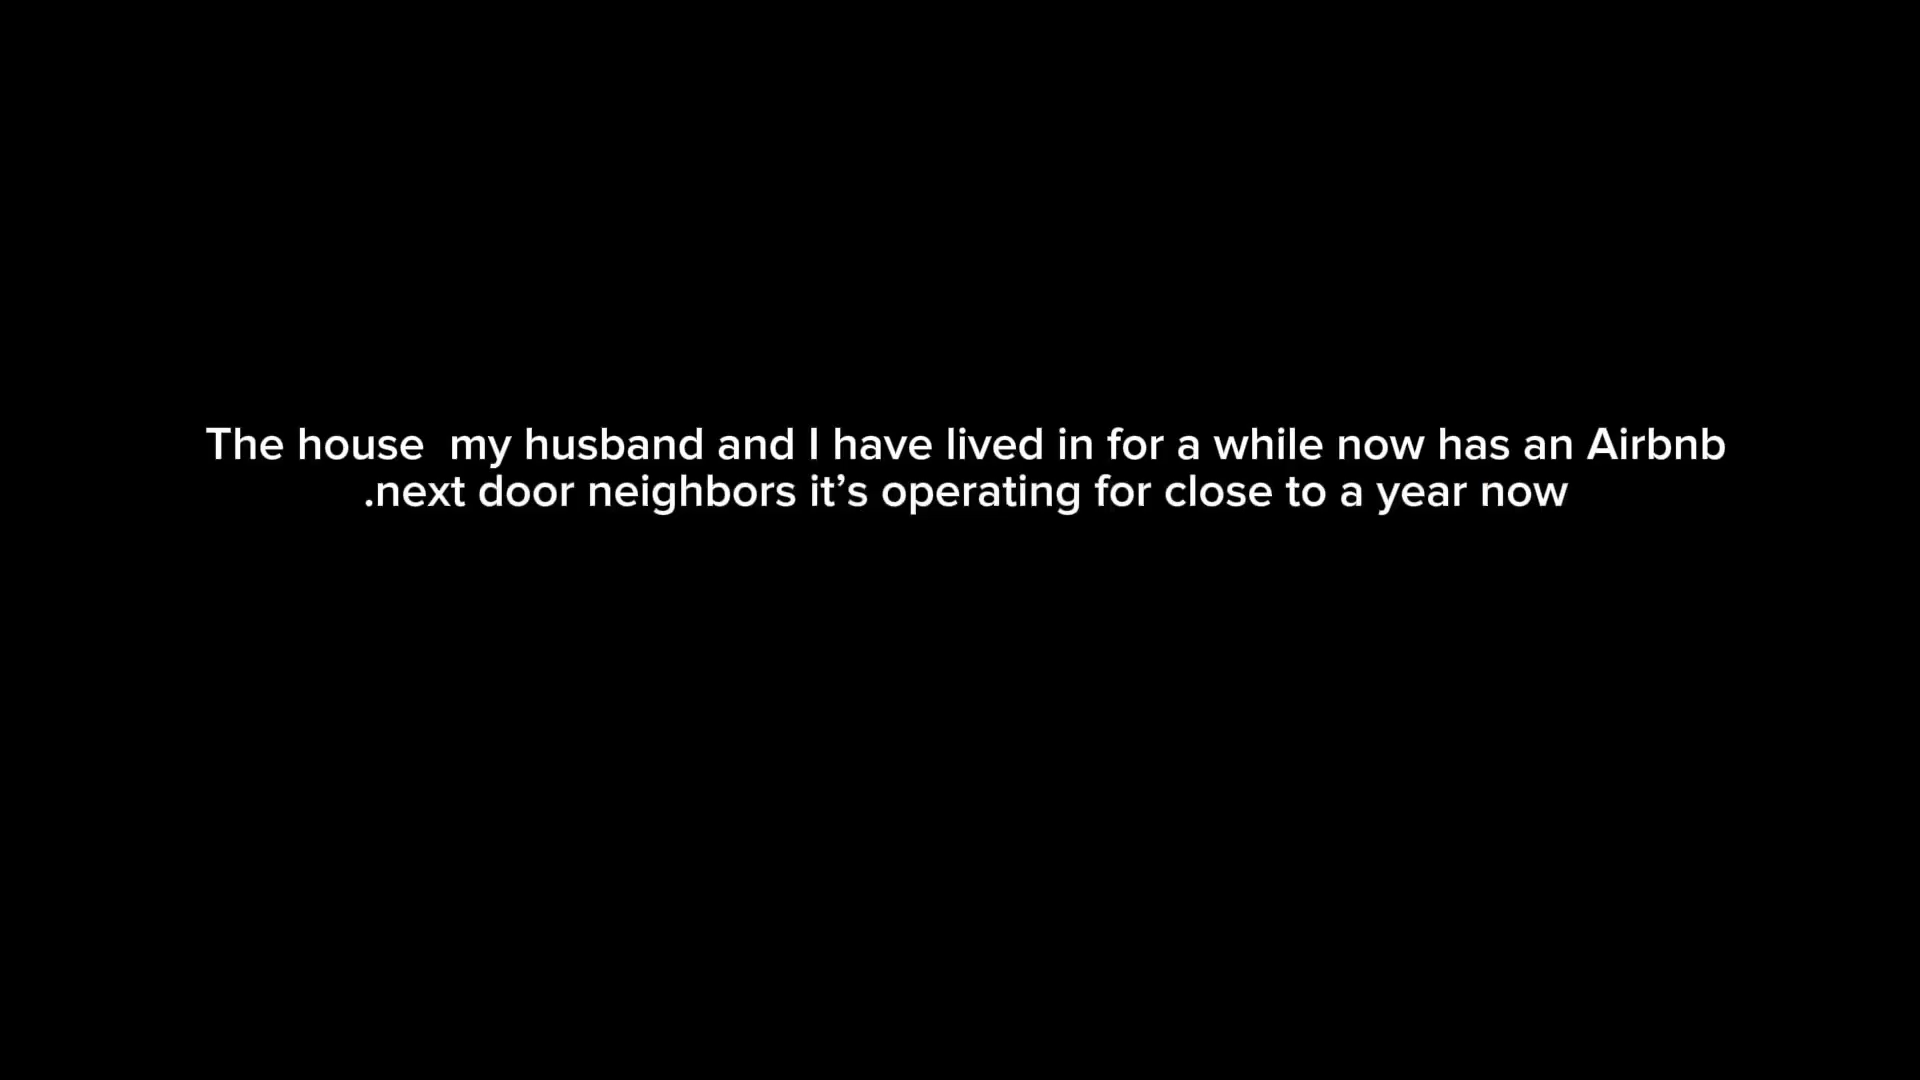 The house  my husband and I have lived in for a while now has an Airbnb
.next door neighbors it’s operating for close to a year now